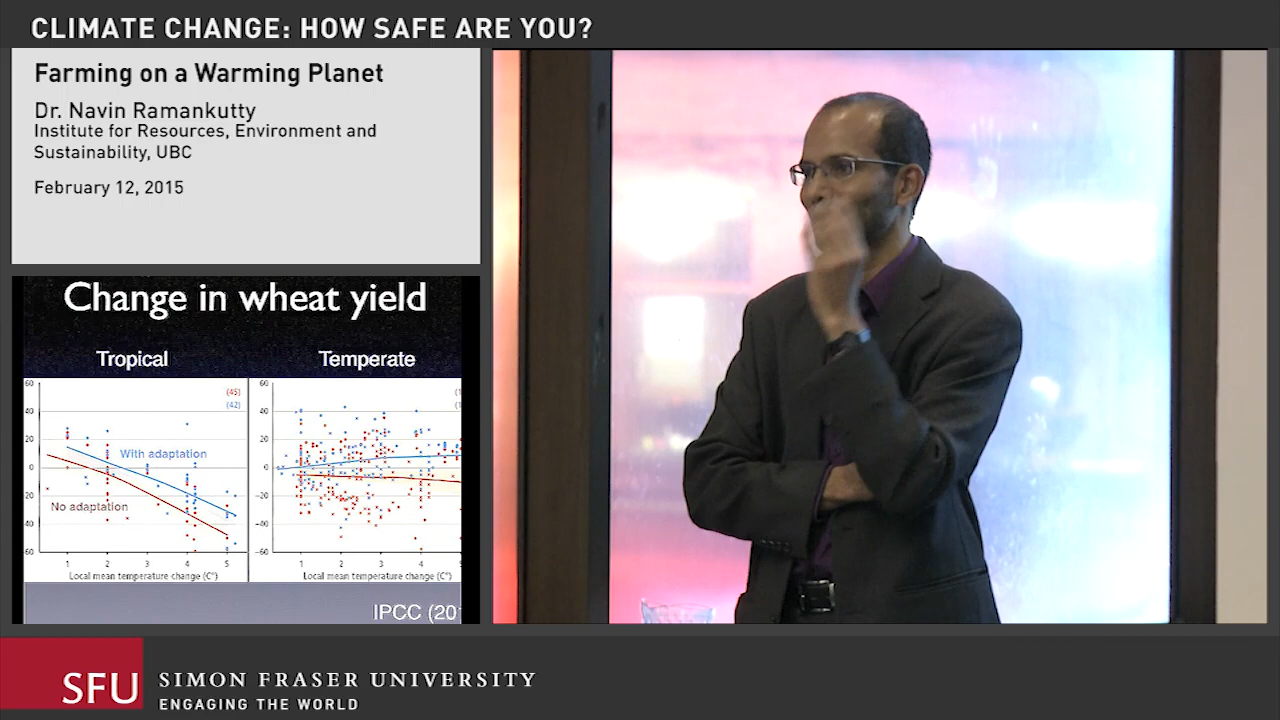 CLIMATE CHANGE: HOW SAFE ARE YOU?
Farming on a Warming Planet
Dr. Navin Ramankutty
Institute for Resources, Environment and
Sustainability, UBC
February 12, 2015
Change in wheat yield
Tropical Temperate
60 60
(45)
(42)
40 40
20 20
With adaptation
0 0
-20 -20
No adaptation
-40 -40
60 -60
1 2 3 4 5 1 2 3 4
Local mean temperature change (C°) Local mean temperature change (C°)
IPCC (20
SFU SIMON FRASER UNIVERSITY
ENGAGING THE WORLD